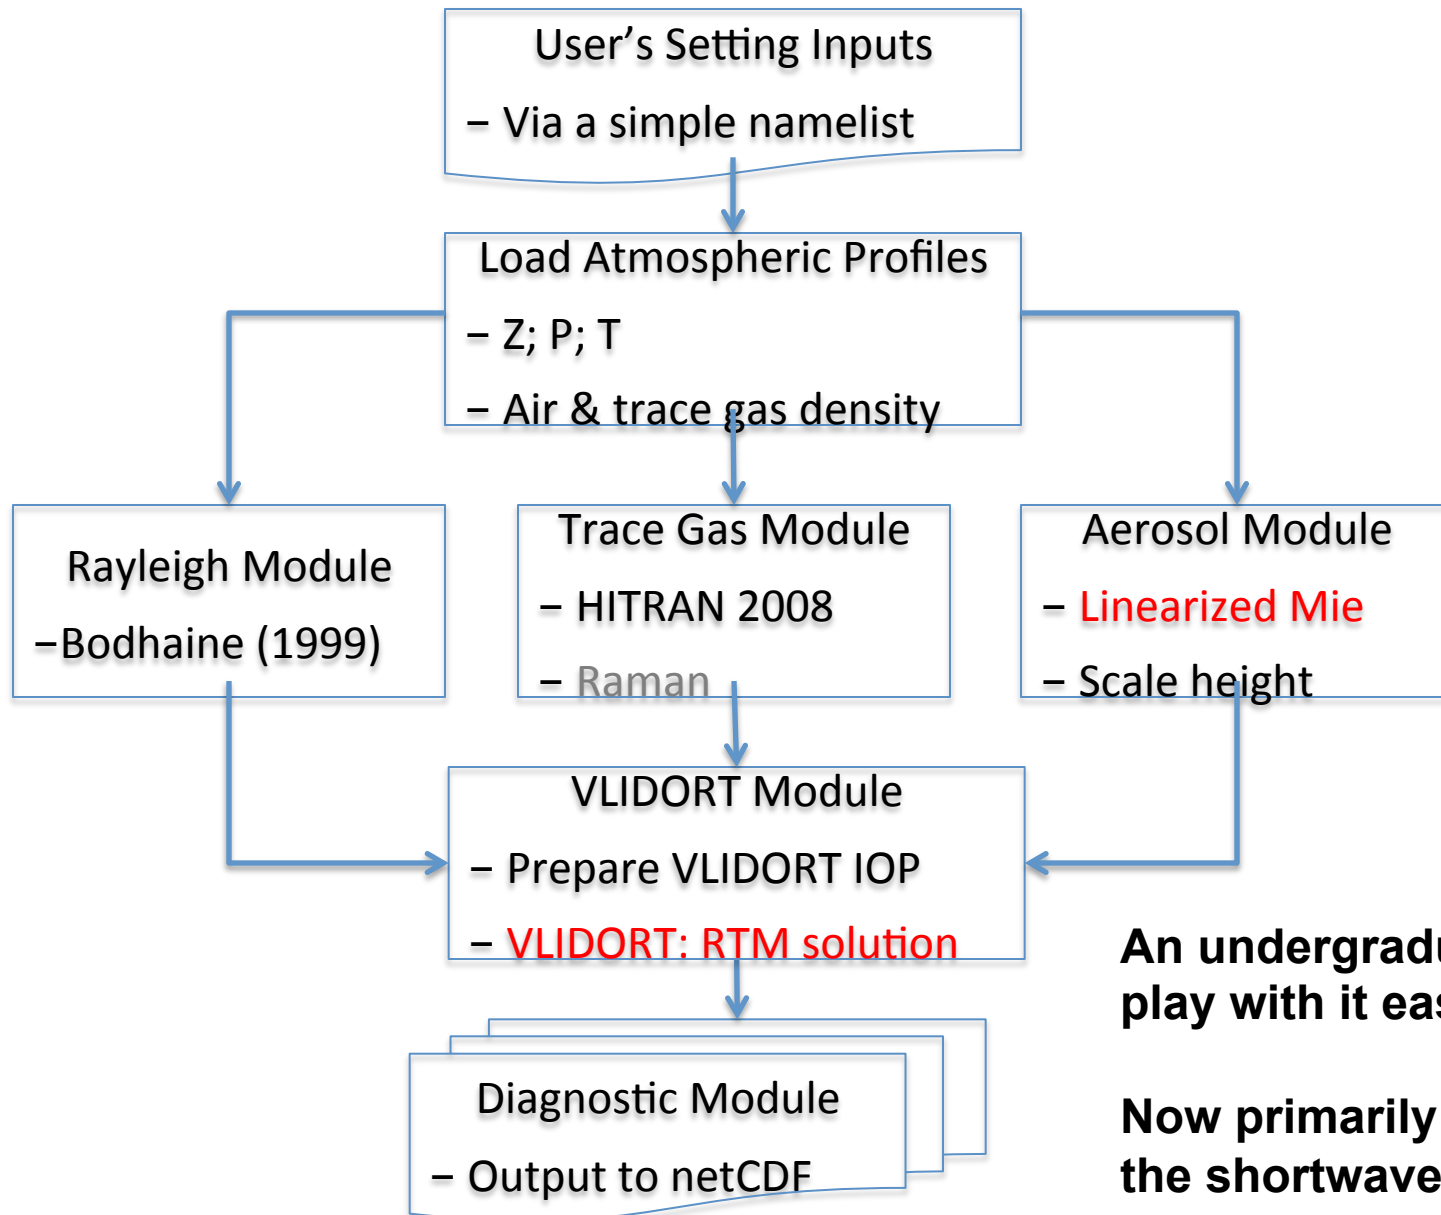 User’s Setting Inputs
– Via a simple namelist
Load Atmospheric Profiles
– Z; P; T
– Air & trace gas density
Rayleigh Module
–Bodhaine (1999)
Trace Gas Module
– HITRAN 2008
– Raman
Aerosol Module
– Linearized Mie
– Scale height
VLIDORT Module
– Prepare VLIDORT IOP
– VLIDORT: RTM solution
Diagnostic Module
– Output to netCDF
An
play with it
Now primarily
the shortwave